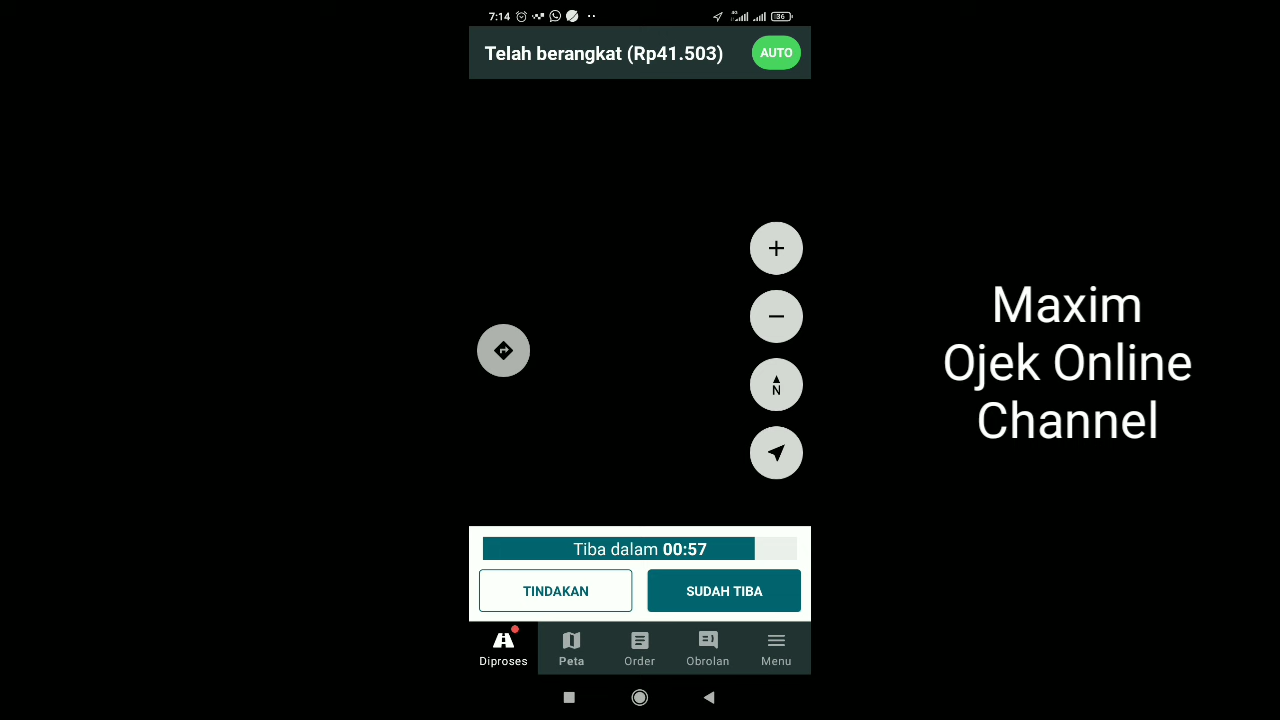 7:14
36
Telah berangkat (Rp41.503)
AUTO
N
Maxim
Ojek Online
Channel
Tiba dalam 00:57
TINDAKAN
SUDAH TIBA
Diproses
Peta
Order
Obrolan
Menu